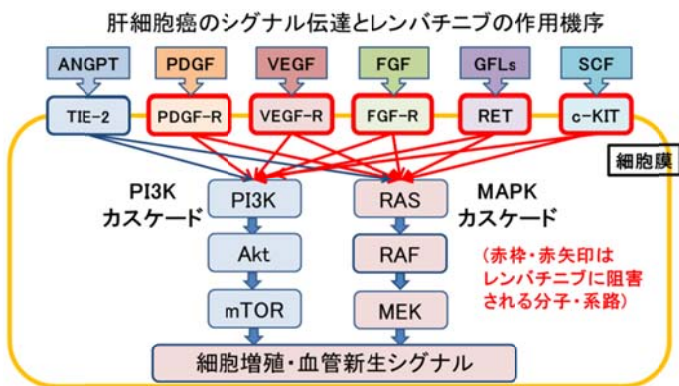 肝細胞癌のシグナル伝達とレンバチニブの作用機序
ANGPT PDGF VEGF FGF GFLs SCF
TIE-2 PDGF-R VEGF-R FGF-R RET c-KIT
細胞膜
PI3K
カスケード
PI3K
RAS
MAPK
カスケード
Akt
RAF
(赤枠・赤矢印は
レンバチニブに阻害
される分子・系路)
mTOR
MEK
細胞増殖・血管新生シグナル